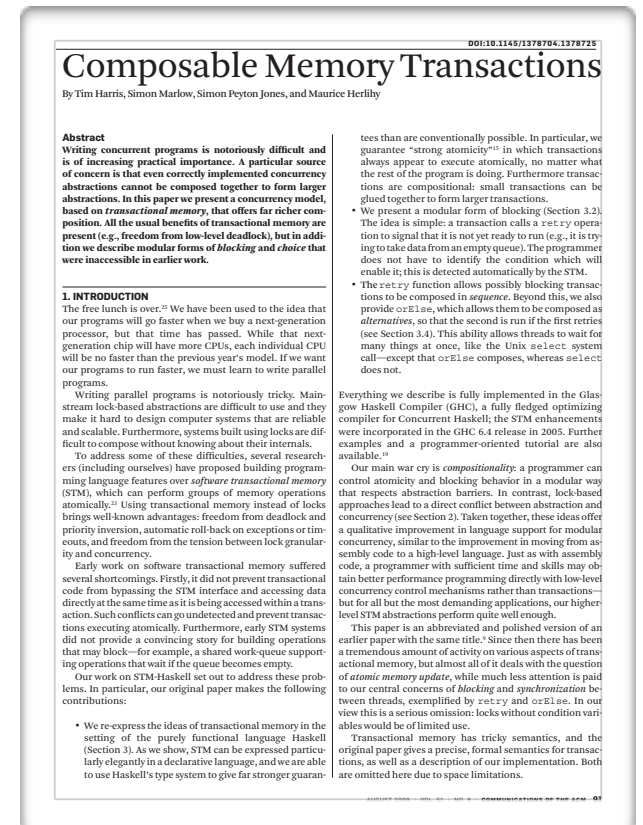 DOI:10.1145/1378704.1378725
Composable Memory Transactions
By Tim Harris, Simon Marlow, Simon Peyton Jones, and Maurice Herlihy
Abstract
Writing concurrent programs is notoriously difficult and
is of increasing practical importance. A particular source
of concern is that even correctly implemented concurrency
abstractions cannot be composed together to form larger
abstractions. In this paper we present a concurrency model,
based on transactional memory, that offers far richer com-
position. All the usual benefits of transactional memory are
present (e.g., freedom from low-level deadlock), but in addi-
tion we describe modular forms of blocking and choice that
were inaccessible in earlier work.
1. INTRODUCTION
The free lunch is over.25 We have been used to the idea that
our programs will go faster when we buy a next-generation
processor, but that time has passed. While that next-
generation chip will have more CPUs, each individual CPU
will be no faster than the previous year's model. If we want
our programs to run faster, we must learn to write parallel
programs.
Writing parallel programs is notoriously tricky. Main-
stream lock-based abstractions are difficult to use and they
make it hard to design computer systems that are reliable
and scalable. Furthermore, systems built using locks are dif-
ficult to compose without knowing about their internals.
To address some of these difficulties, several research-
ers (including ourselves) have proposed building program-
ming language features over software transactional memory
(STM), which can perform groups of memory operations
atomically.23 Using transactional memory instead of locks
brings well-known advantages: freedom from deadlock and
priority inversion, automatic roll-back on exceptions or time-
outs, and freedom from the tension between lock granular-
ity and concurrency.
Early work on software transactional memory suffered
several shortcomings. Firstly, it did not prevent transactional
code from bypassing the STM interface and accessing data
directly at the same time as it is being accessed within a trans-
action. Such conflicts can go undetected and prevent transac-
tions executing atomically. Furthermore, early STM systems
did not provide a convincing story for building operations
that may block—for example, a shared work-queue support-
ing operations that wait if the queue becomes empty.
Our work on STM-Haskell set out to address these prob-
lems. In particular, our original paper makes the following
contributions:
• We re-express the ideas of transactional memory in the
setting of the purely functional language Haskell
(Section 3). As we show, STM can be expressed particu-
larly elegantly in a declarative language, and we are able
to use Haskell's type system to give far stronger guaran-
tees than are conventionally possible. In particular, we
guarantee "strong atomicity"15 in which transactions
always appear to execute atomically, no matter what
the rest of the program is doing. Furthermore transac-
tions are compositional: small transactions can be
glued together to form larger transactions.
• We present a modular form of blocking (Section 3.2).
The idea is simple: a transaction calls a retry opera-
tion to signal that it is not yet ready to run (e.g., it is try-
ing to take data from an empty queue). The programmer
does not have to identify the condition which will
enable it; this is detected automatically by the STM.
• The retry function allows possibly blocking transac-
tions to be composed in sequence. Beyond this, we also
provide orElse, which allows them to be composed as
alternatives, so that the second is run if the first retries
(see Section 3.4). This ability allows threads to wait for
many things at once, like the Unix select system
call—except that orElse composes, whereas select
does not.
Everything we describe is fully implemented in the Glas-
gow Haskell Compiler (GHC), a fully fledged optimizing
compiler for Concurrent Haskell; the STM enhancements
were incorporated in the GHC 6.4 release in 2005. Further
examples and a programmer-oriented tutorial are also
available.19
Our main war cry is compositionality: a programmer can
control atomicity and blocking behavior in a modular way
that respects abstraction barriers. In contrast, lock-based
approaches lead to a direct conflict between abstraction and
concurrency (see Section 2). Taken together, these ideas offer
a qualitative improvement in language support for modular
concurrency, similar to the improvement in moving from as-
sembly code to a high-level language. Just as with assembly
code, a programmer with sufficient time and skills may ob-
tain better performance programming directly with low-level
concurrency control mechanisms rather than transactions—
but for all but the most demanding applications, our higher-
level STM abstractions perform quite well enough.
This paper is an abbreviated and polished version of an
earlier paper with the same title.9 Since then there has been
a tremendous amount of activity on various aspects of trans-
actional memory, but almost all of it deals with the question
of atomic memory update, while much less attention is paid
to our central concerns of blocking and synchronization be-
tween threads, exemplified by retry and orElse. In our
view this is a serious omission: locks without condition vari-
ables would be of limited use.
Transactional memory has tricky semantics, and the
original paper gives a precise, formal semantics for transac-
tions, as well as a description of our implementation. Both
are omitted here due to space limitations.
AUGUST 2008 | VOL. 51 | NO. 8 | COMMUNICATIONS OF THE ACM 91